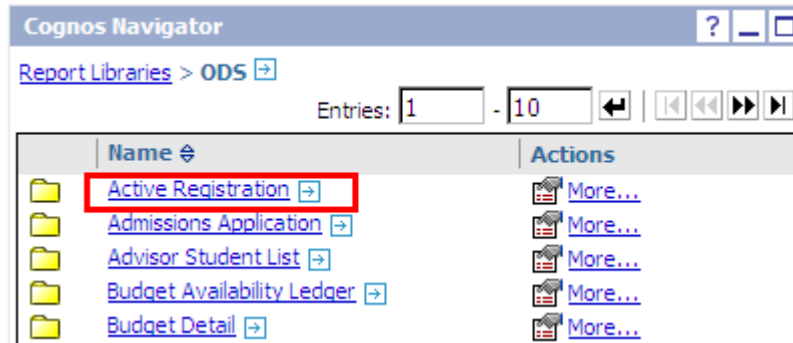 Cognos Navigator ?
Report Libraries > ODS
Entries: 1 - 10
Name Actions
Active Registration More...
Admissions Application More...
Advisor Student List More...
Budget Availability Ledger More...
Budget Detail More...